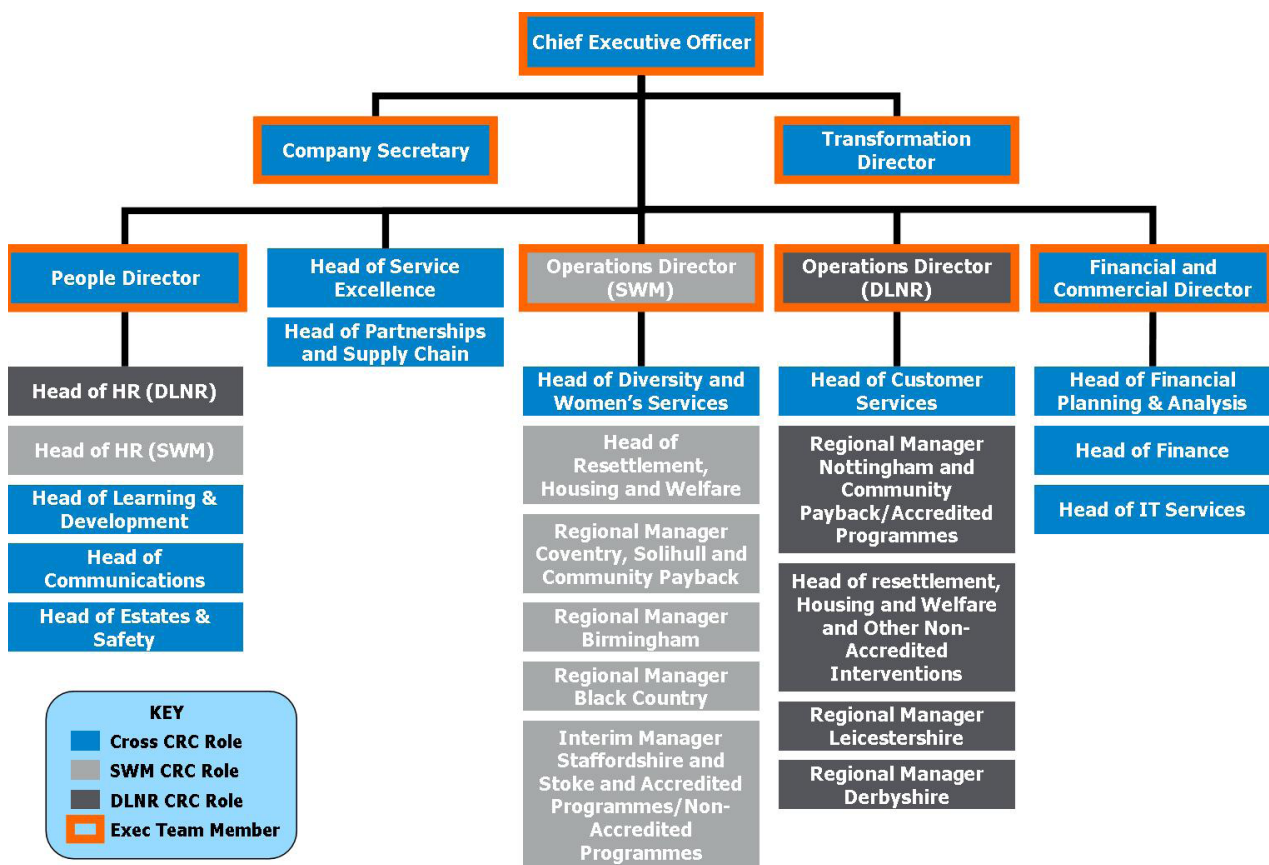 Chief Executive Officer
Company Secretary
Transformation
Director
People Director
Head of Service
Excellence
Operations Director
(SWM)
Operations Director
(DLNR)
Financial and
Commercial Director
Head of Partnerships
and Supply Chain
Head of HR (DLNR)
Head of HR (SWM)
Head of Learning &
Development
Head of
Communications
Head of Estates &
Safety
Head of Diversity and
Women's Services
Head of
Resettlement,
Housing and Welfare
Regional Manager
Coventry, Solihull and
Community Payback
Regional Manager
Birmingham
Regional Manager
Black Country
Interim Manager
Staffordshire and
Stoke and Accredited
Programmes/Non-
Accredited
Programmes
Head of Customer
Services
Regional Manager
Nottingham and
Community
Payback/Accredited
Programmes
Head of resettlement,
Housing and Welfare
and Other Non-
Accredited
Interventions
Regional Manager
Leicestershire
Regional Manager
Derbyshire
Head of Financial
Planning & Analysis
Head of Finance
Head of IT Services
KEY
Cross CRC Role
SWM CRC Role
DLNR CRC Role
Exec Team Member